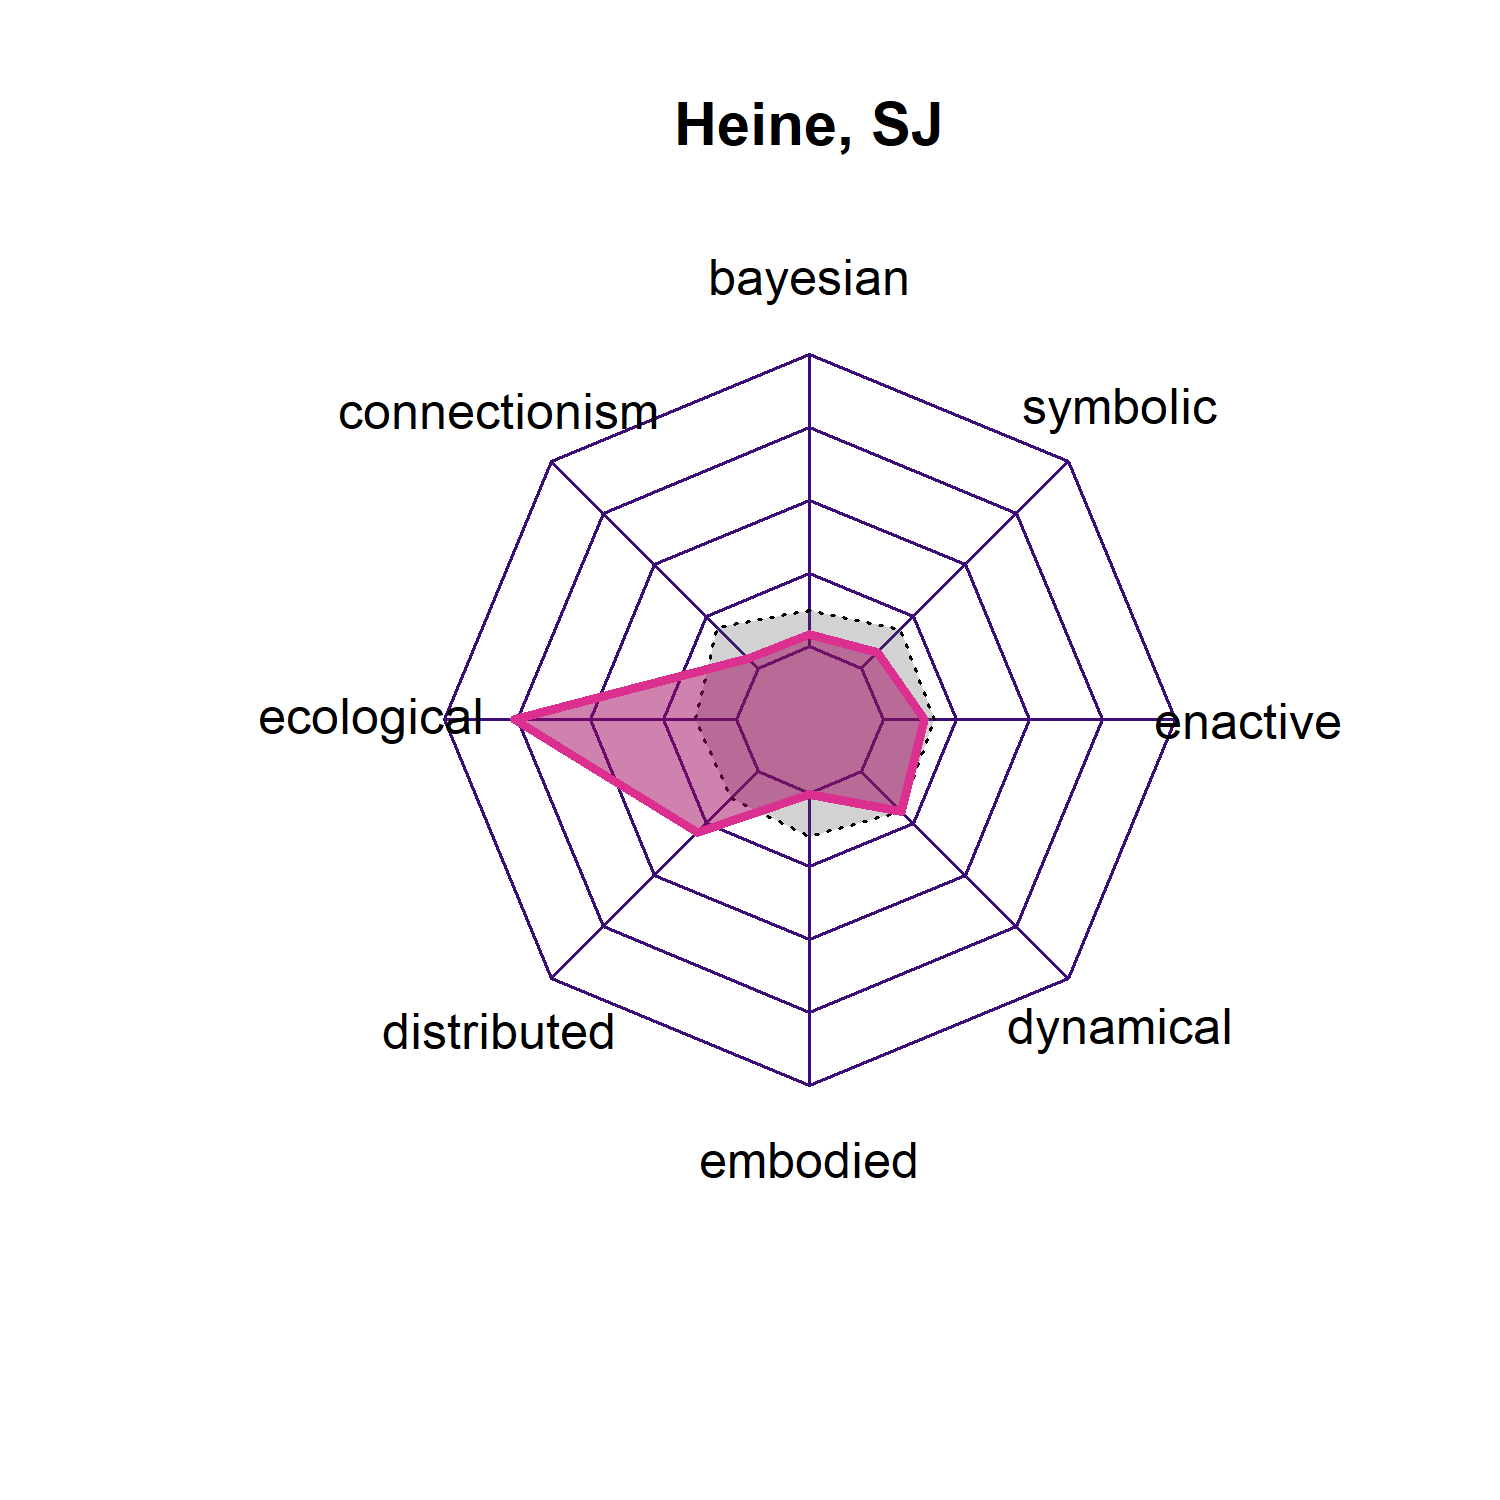 Heine, SJ
bayesian
connectionism
symbolic
ecological
enactive
distributed
dynamical
embodied